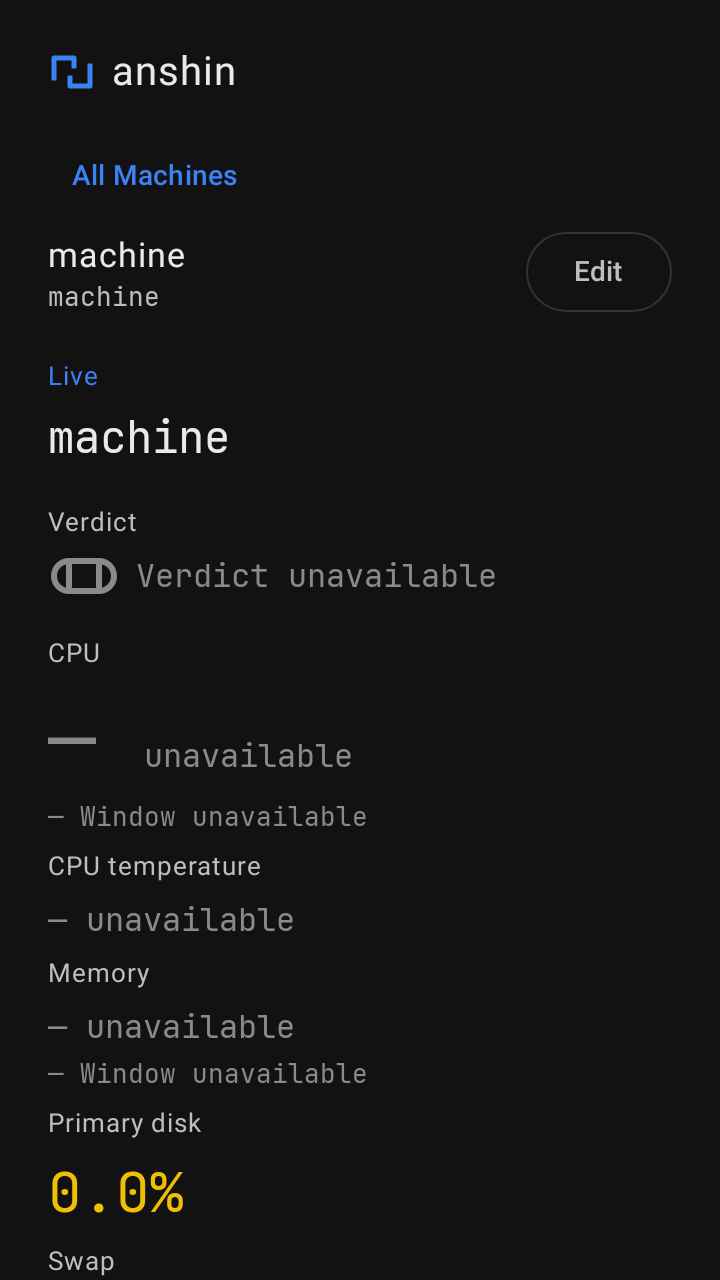 anshin
All Machines
machine
machine
Edit
Live
machine
Verdict
Verdict unavailable
CPU
— unavailable
— Window unavailable
CPU temperature
— unavailable
Memory
— unavailable
— Window unavailable
Primary disk
0.0%
Swap